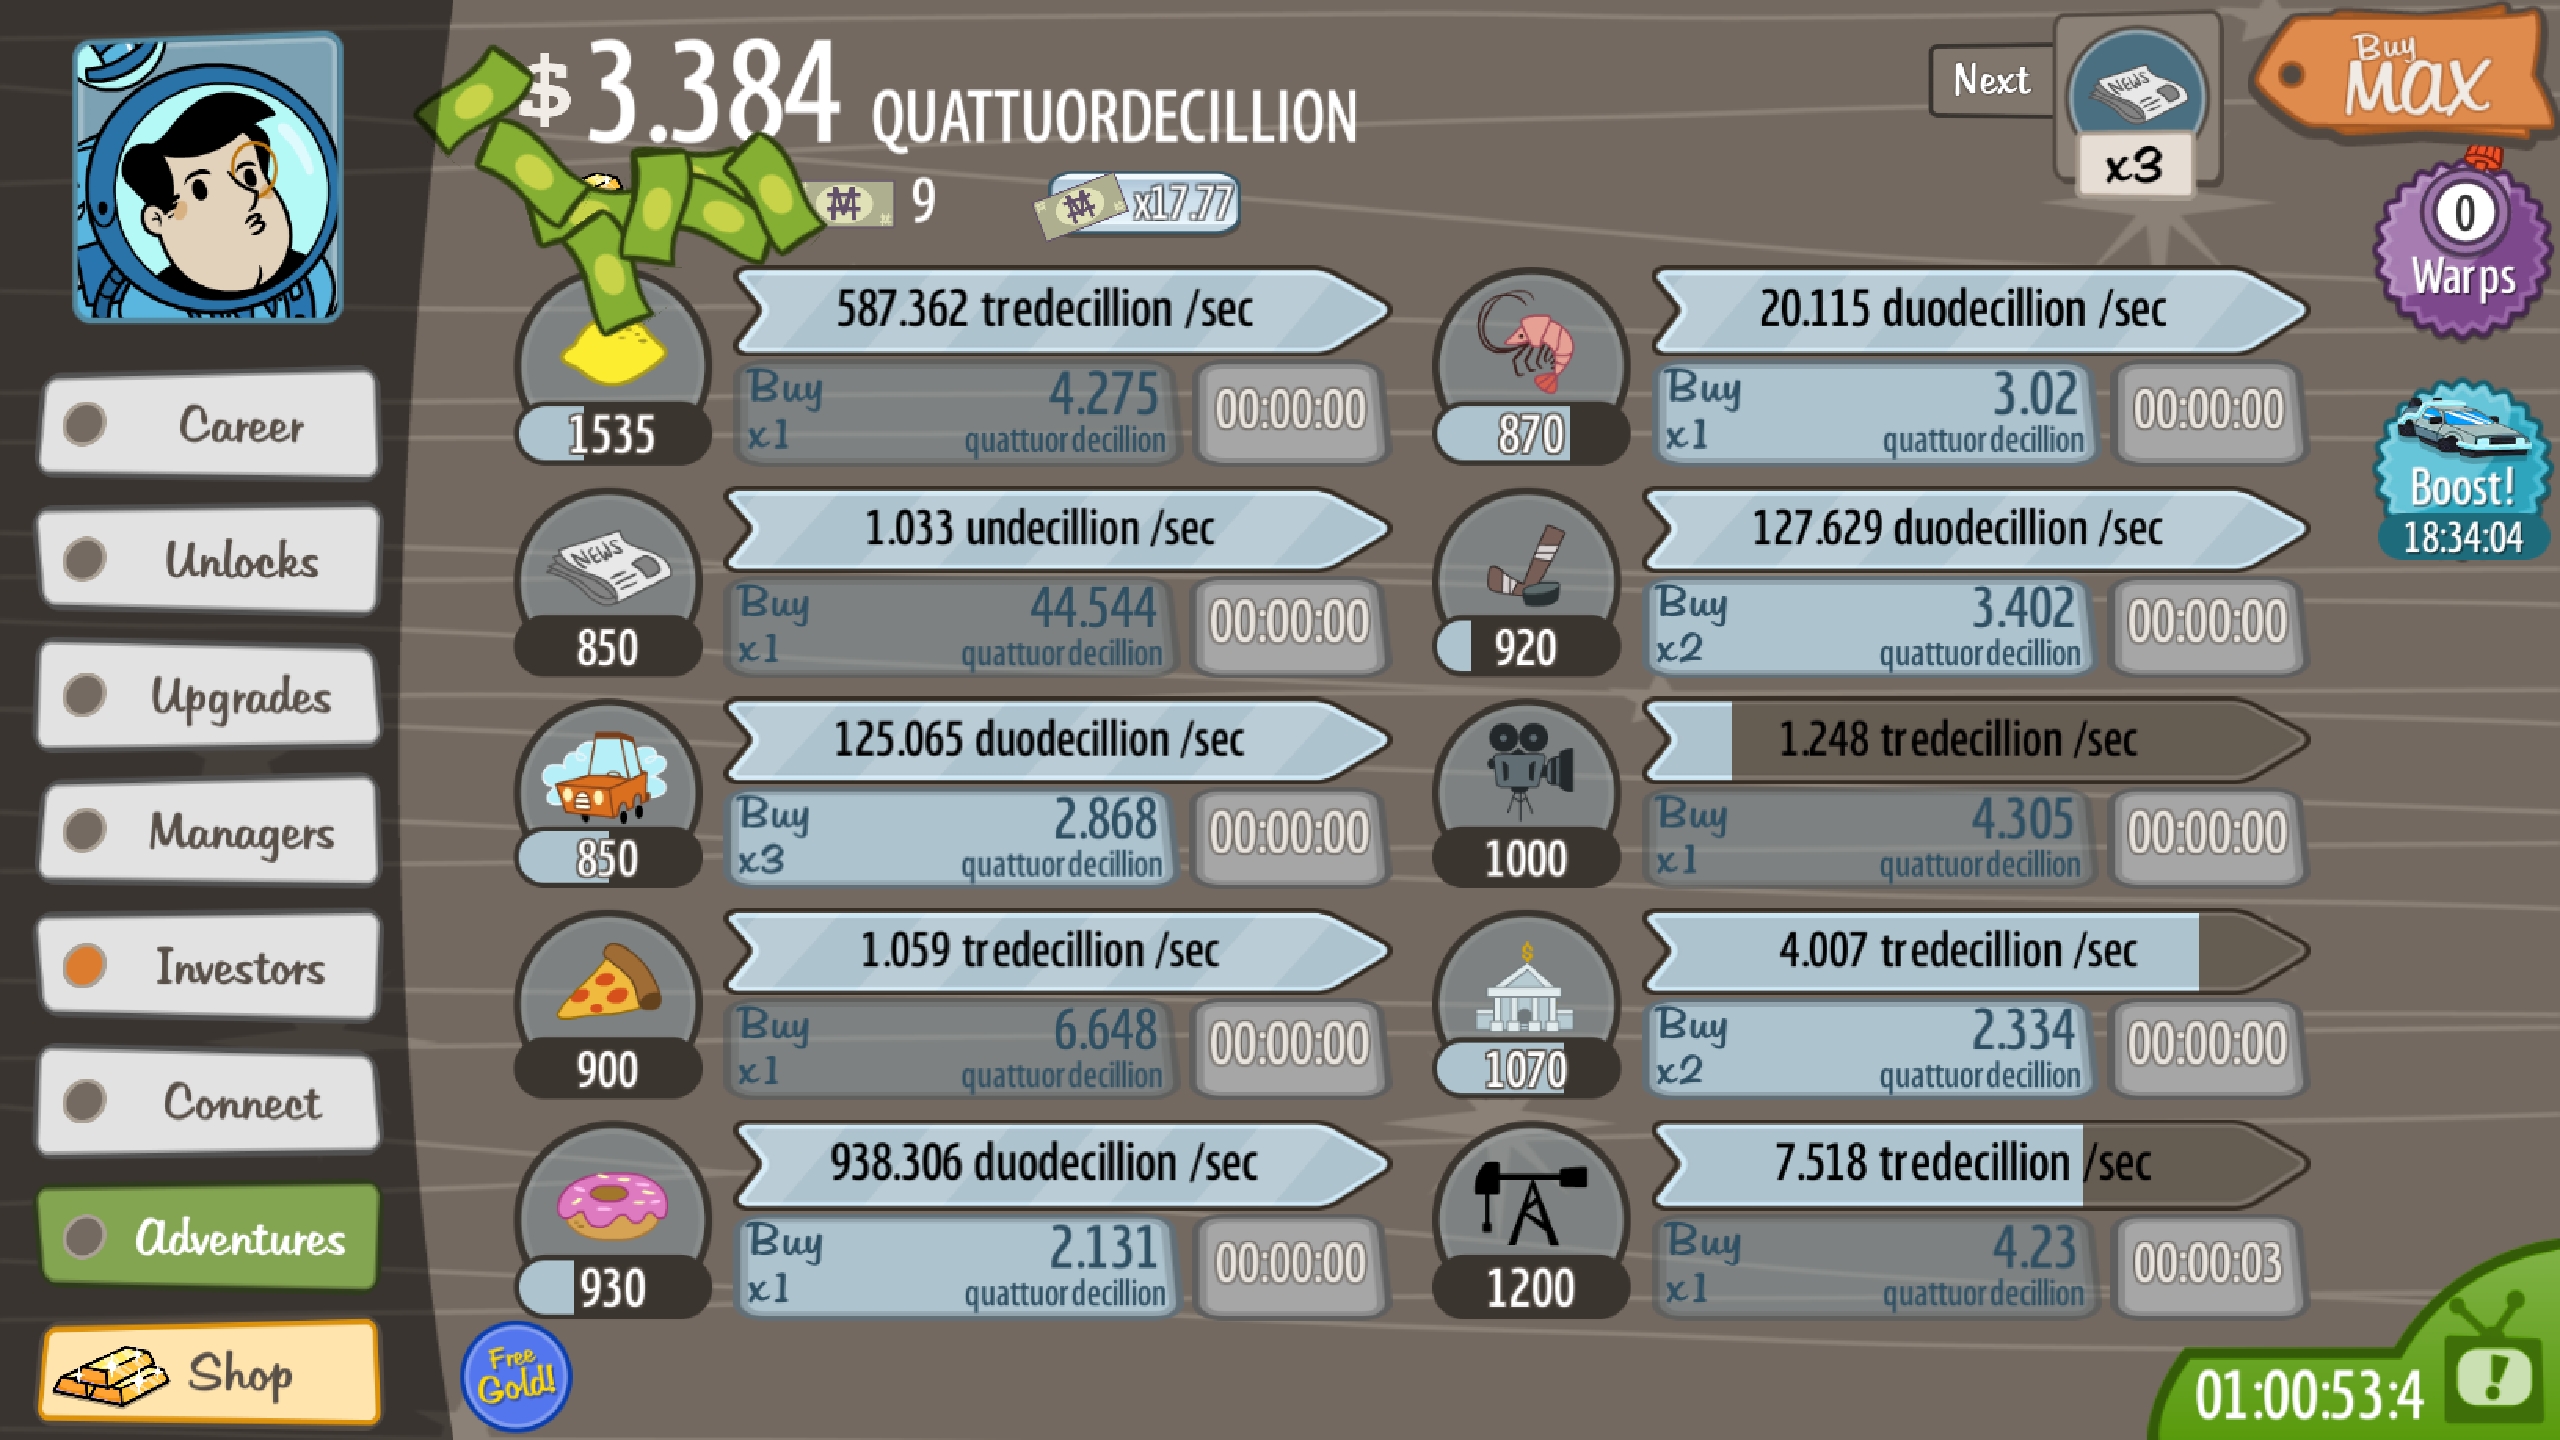 $3.384 QUATTUORDECILLION
Next
x3
Buy
MAX
9
x17.77
0
Warps
Boost!
18:34:04
Career
Unlocks
Upgrades
Managers
Investors
Connect
Adventures
Shop
587.362 tredecillion /sec
1535
Buy
x1
4.275
quattuordecillion
00:00:00
NEWS
1.033 undecillion /sec
850
Buy
x1
44.544
quattuordecillion
00:00:00
125.065 duodecillion /sec
850
Buy
x3
2.868
quattuordecillion
00:00:00
1.059 tredecillion /sec
900
Buy
x1
6.648
quattuordecillion
00:00:00
938.306 duodecillion /sec
930
Buy
x1
2.131
quattuordecillion
00:00:00
20.115 duodecillion /sec
870
Buy
x1
3.02
quattuordecillion
00:00:00
127.629 duodecillion /sec
920
Buy
x2
3.402
quattuordecillion
00:00:00
1.248 tredecillion /sec
1000
Buy
x1
4.305
quattuordecillion
00:00:00
4.007 tredecillion /sec
$
1070
Buy
x2
2.334
quattuordecillion
00:00:00
7.518 tredecillion /sec
1200
Buy
x1
4.23
quattuordecillion
00:00:03
Free
Gold!
01:00:53:4
!
NEWS